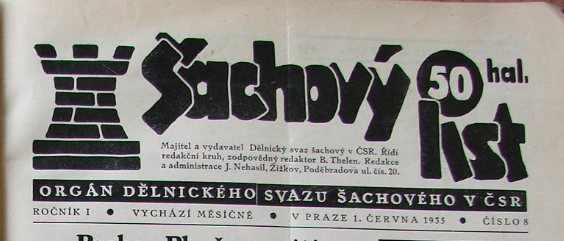 Šachový list
50 hal.
Majitel a vydavatel Dělnický svaz šachový v ČSR. Řídí
redakční kruh, zodpovědný redaktor B. Thelen. Redakce
a administrace J. Nehasil, Žižkov, Poděbradova ul. čís. 20.
ORGÁN DĚLNICKÉHO SVAZU ŠACHOVÉHO V ČSR
ROČNÍK I ● VYCHÁZÍ MĚSÍČNĚ ● V PRAZE 1. ČERVNA 1935 ● ČÍSLO 8